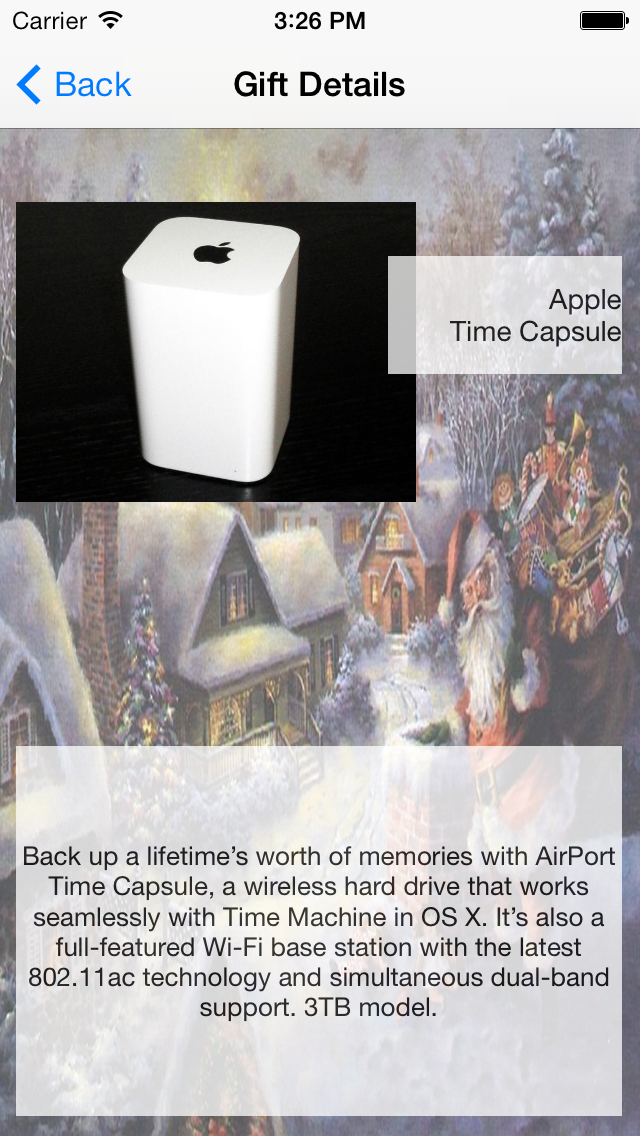 Carrier 3:26 PM
Back Gift Details
Apple
Time Capsule
Back up a lifetime’s worth of memories with AirPort
Time Capsule, a wireless hard drive that works
seamlessly with Time Machine in OS X. It’s also a
full-featured Wi-Fi base station with the latest
802.11ac technology and simultaneous dual-band
support. 3TB model.